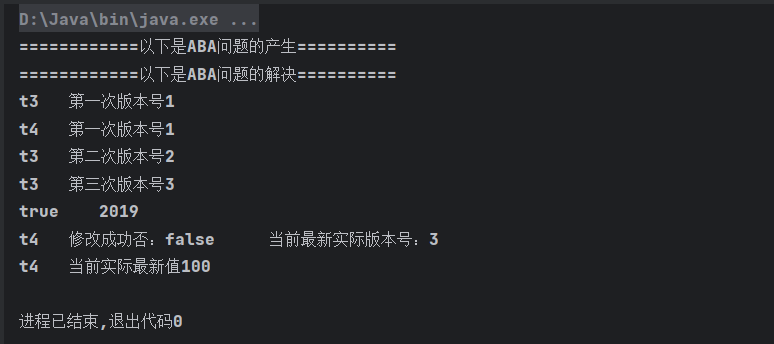 D:\Java\bin\java.exe ...
============以下是ABA问题的产生==========
============以下是ABA问题的解决==========
t3	第一次版本号1
t4	第一次版本号1
t3	第二次版本号2
t3	第三次版本号3
true	2019
t4	修改成功否：false	当前最新实际版本号：3
t4	当前实际最新值100
进程已结束,退出代码0